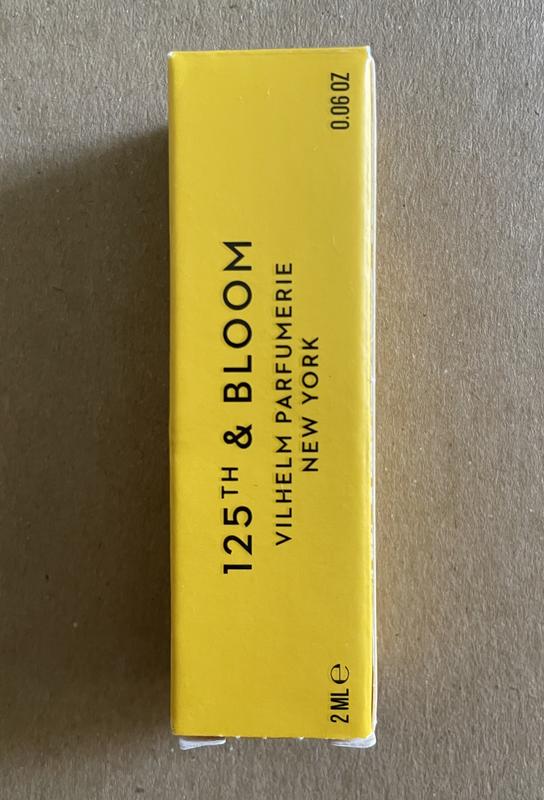 125TH & BLOOM
VILHELM PARFUMERIE
NEW YORK
2 ML ℮
0.06 OZ